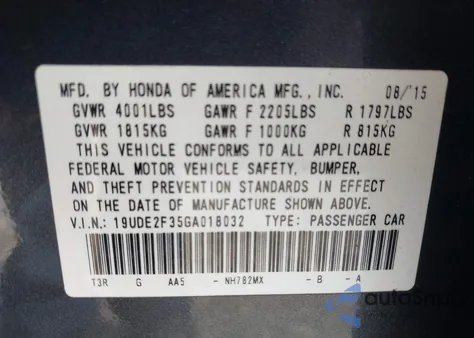 MFD. BY HONDA OF AMERICA MFG., INC. 08/'15
GVWR 4001LBS GAWR F 2205LBS R 1797LBS
GVWR 1815KG GAWR F 1000KG R 815KG
THIS VEHICLE CONFORMS TO ALL APPLICABLE
FEDERAL MOTOR VEHICLE SAFETY, BUMPER,
AND THEFT PREVENTION STANDARDS IN EFFECT
ON THE DATE OF MANUFACTURE SHOWN ABOVE.
V.I.N.: 19UDE2F35GA018032 TYPE: PASSENGER CAR
T3R G AA5 - NH782MX - B - A